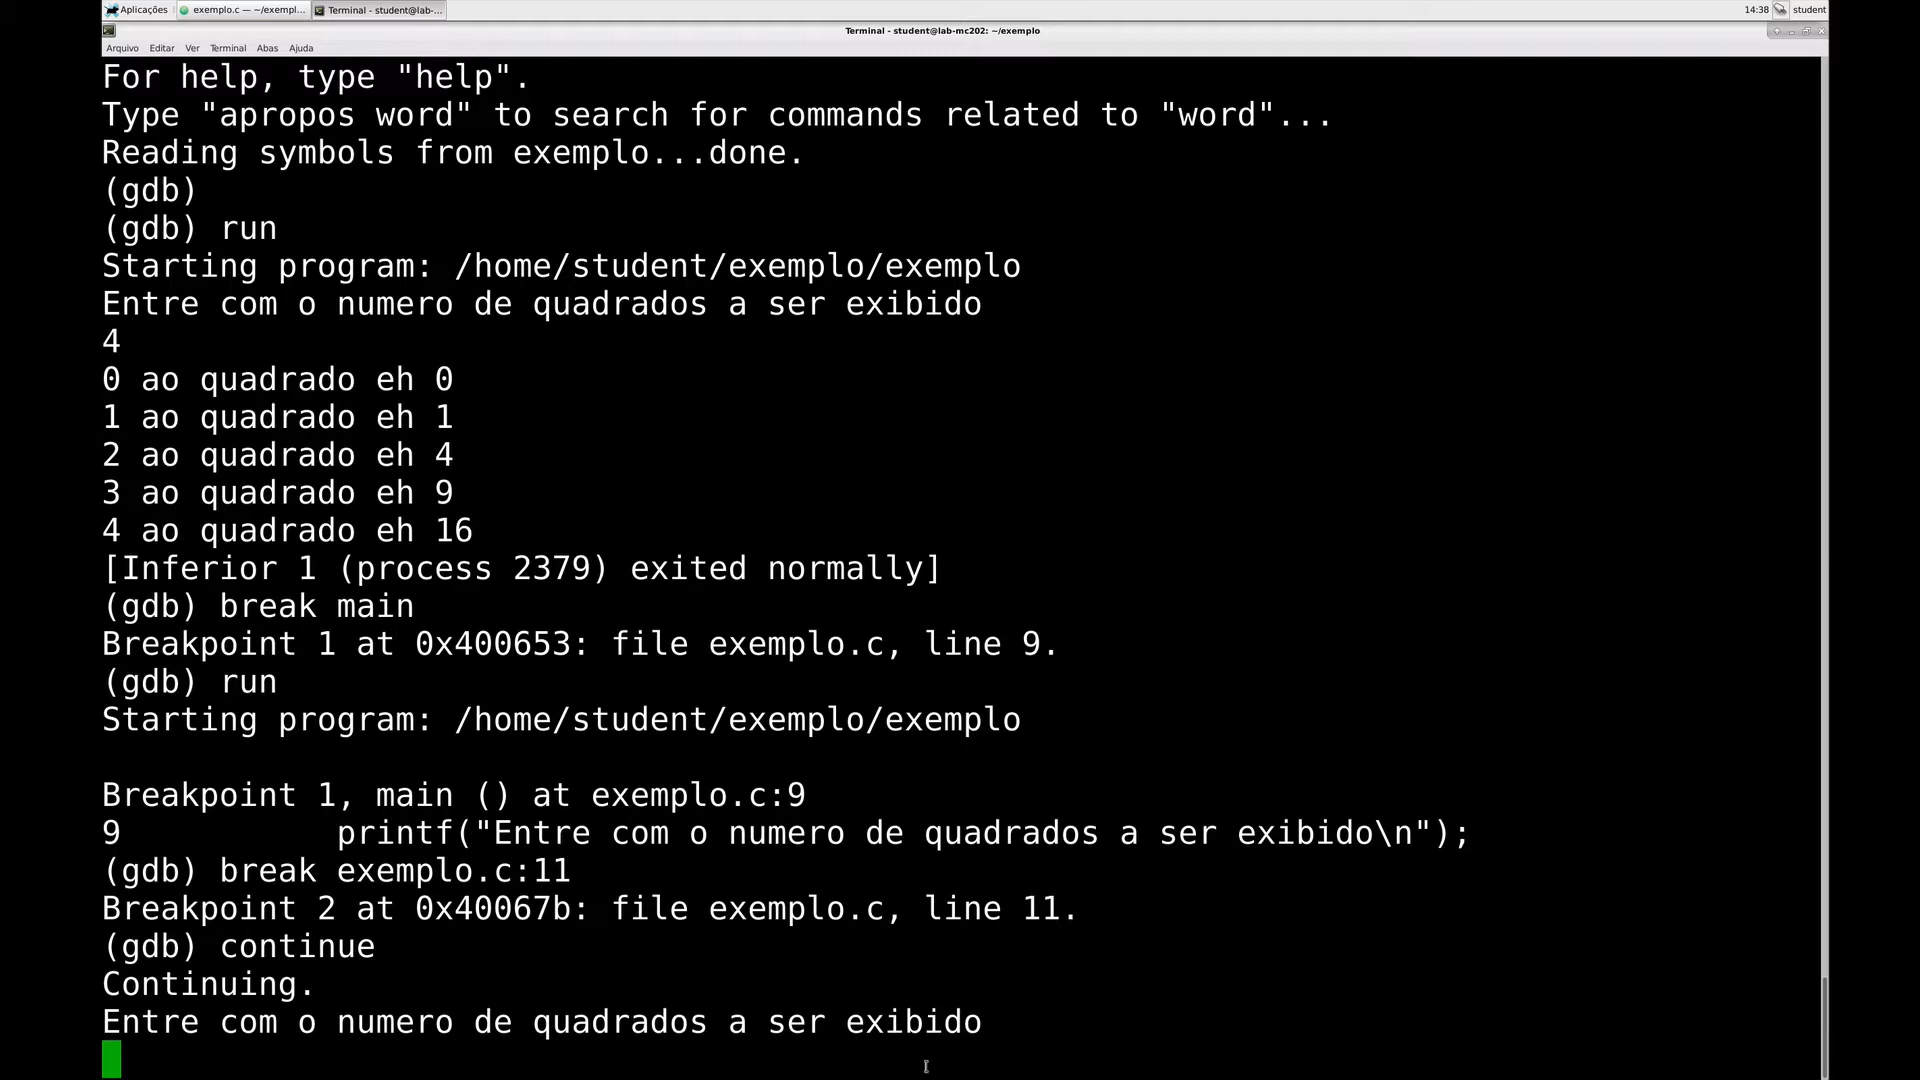 Aplicações
exemplo.c — ~/exempl...
Terminal - student@lab-...
14:38
student
Terminal - student@lab-mc202: ~/exemplo
Arquivo Editar Ver Terminal Abas Ajuda
For help, type "help".
Type "apropos word" to search for commands related to "word"...
Reading symbols from exemplo...done.
(gdb)
(gdb) run
Starting program: /home/student/exemplo/exemplo
Entre com o numero de quadrados a ser exibido
4
0 ao quadrado eh 0
1 ao quadrado eh 1
2 ao quadrado eh 4
3 ao quadrado eh 9
4 ao quadrado eh 16
[Inferior 1 (process 2379) exited normally]
(gdb) break main
Breakpoint 1 at 0x400653: file exemplo.c, line 9.
(gdb) run
Starting program: /home/student/exemplo/exemplo
Breakpoint 1, main () at exemplo.c:9
9 printf("Entre com o numero de quadrados a ser exibido\n");
(gdb) break exemplo.c:11
Breakpoint 2 at 0x40067b: file exemplo.c, line 11.
(gdb) continue
Continuing.
Entre com o numero de quadrados a ser exibido